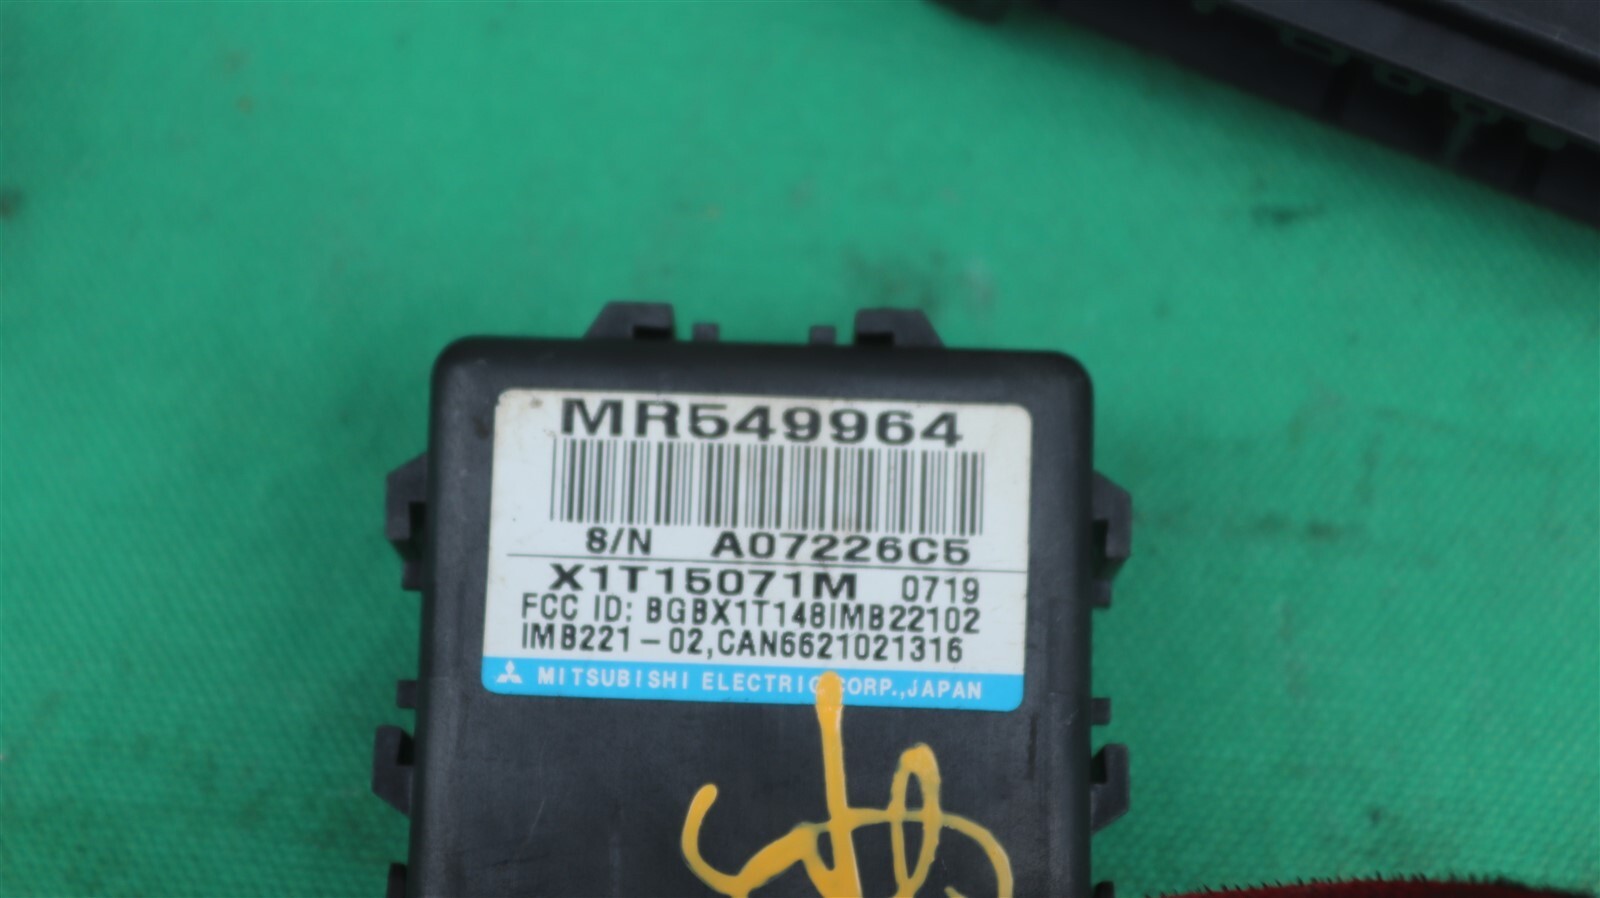 MR549964
S/N A07226C5
X1T15071M 0719
FCC ID: BGBX1T148IMB22102
IMB221-02,CAN6621021316
MITSUBISHI ELECTRIC CORP.,JAPAN